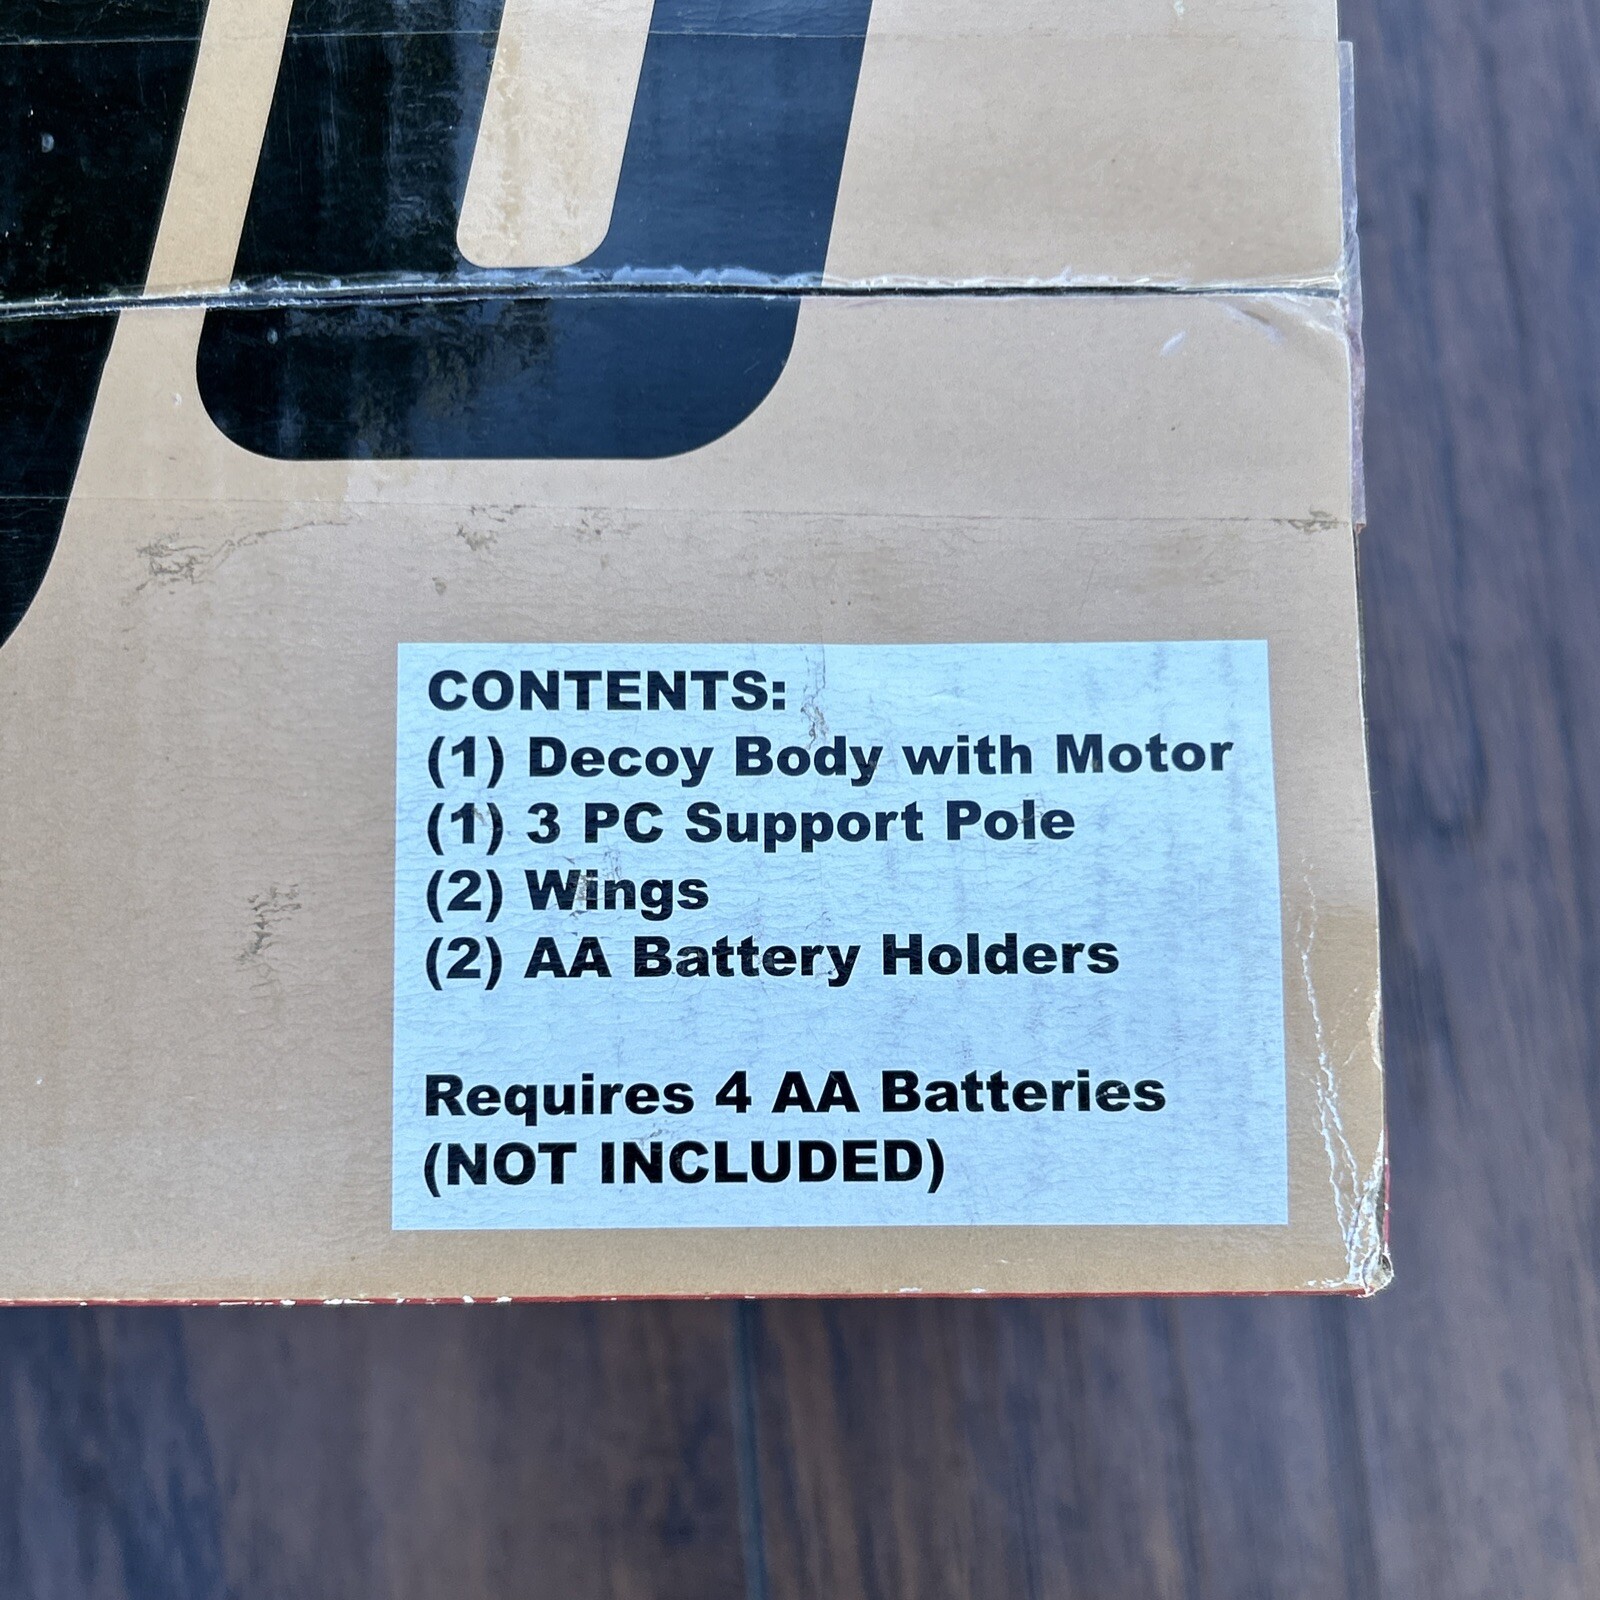 CONTENTS:
(1) Decoy Body with Motor
(1) 3 PC Support Pole
(2) Wings
(2) AA Battery Holders
Requires 4 AA Batteries
(NOT INCLUDED)